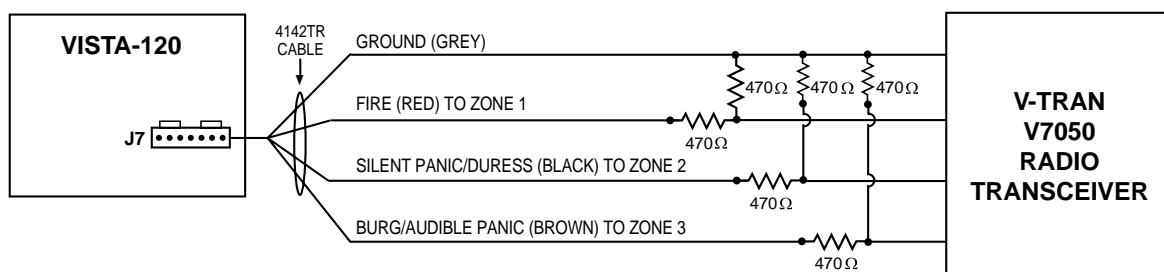 VISTA-120
J7
4142TR
CABLE
GROUND (GREY)
FIRE (RED) TO ZONE 1
SILENT PANIC/DURESS (BLACK) TO ZONE 2
BURG/AUDIBLE PANIC (BROWN) TO ZONE 3
470Ω 470Ω 470Ω
470Ω
470Ω
470Ω
V-TRAN
V7050
RADIO
TRANSCEIVER